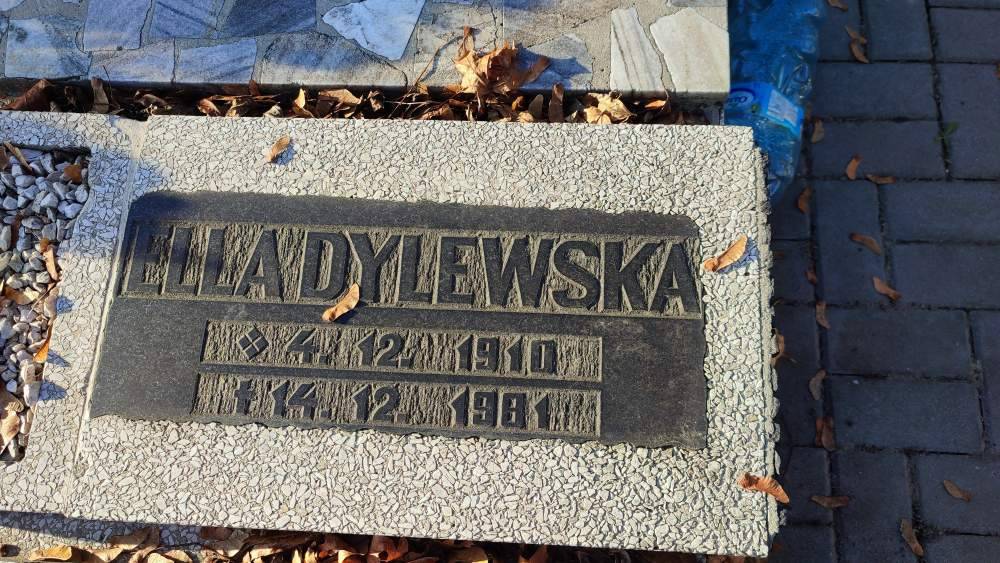 ELLA DYLEWSKA
4. 12. 1910
† 14. 12. 1981